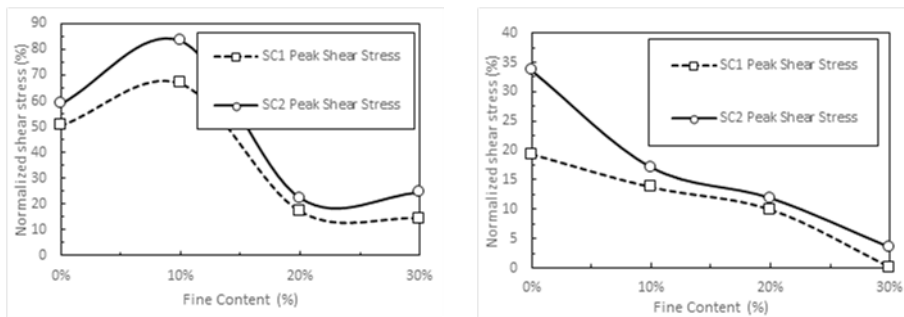 90
80
70
60
50
40
30
20
10
0
Normalized shear stress (%)
SC1 Peak Shear Stress
SC2 Peak Shear Stress
0% 10% 20% 30%
Fine Content (%)
40
35
30
25
20
15
10
5
0
Normalized shear stress (%)
SC1 Peak Shear Stress
SC2 Peak Shear Stress
0% 10% 20% 30%
Fine Content (%)